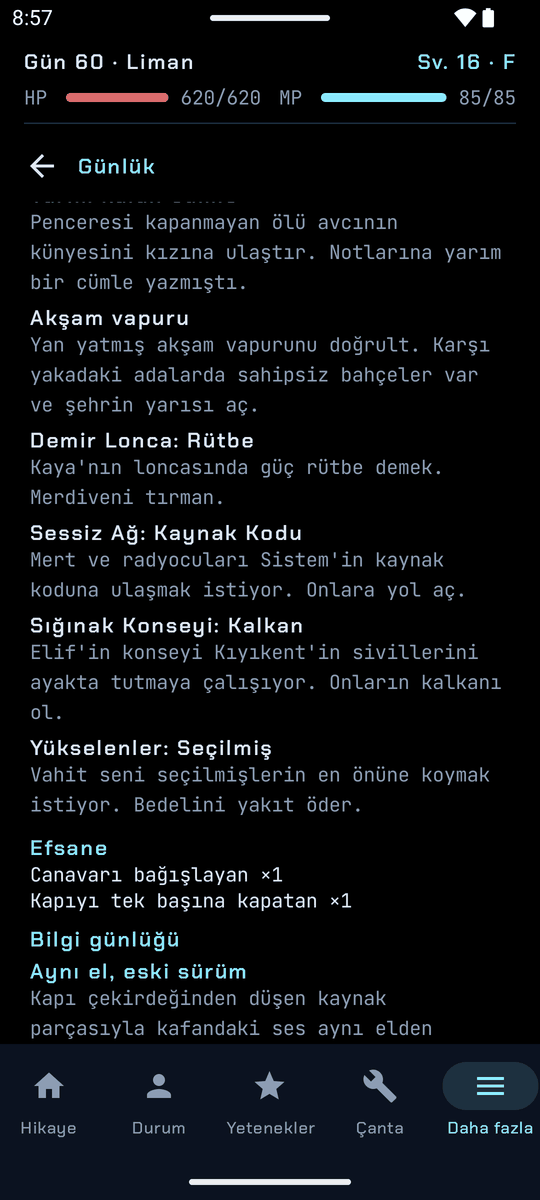 8:57
Gün 60 · Liman
Sv. 16 · F
HP 620/620 MP 85/85
Günlük
Penceresi kapanmayan ölü avcının
künyesini kızına ulaştır. Notlarına yarım
bir cümle yazmıştı.
Akşam vapuru
Yan yatmış akşam vapurunu doğrult. Karşı
yakadaki adalarda sahipsiz bahçeler var
ve şehrin yarısı aç.
Demir Lonca: Rütbe
Kaya'nın loncasında güç rütbe demek.
Merdiveni tırman.
Sessiz Ağ: Kaynak Kodu
Mert ve radyocuları Sistem'in kaynak
koduna ulaşmak istiyor. Onlara yol aç.
Sığınak Konseyi: Kalkan
Elif'in konseyi Kıyıkent'in sivillerini
ayakta tutmaya çalışıyor. Onların kalkanı
ol.
Yükselenler: Seçilmiş
Vahit seni seçilmişlerin en önüne koymak
istiyor. Bedelini yakıt öder.
Efsane
Canavarı bağışlayan ×1
Kapıyı tek başına kapatan ×1
Bilgi günlüğü
Aynı el, eski sürüm
Kapı çekirdeğinden düşen kaynak
parçasıyla kafandaki ses aynı elden
Hikaye
Durum
Yetenekler
Çanta
Daha fazla